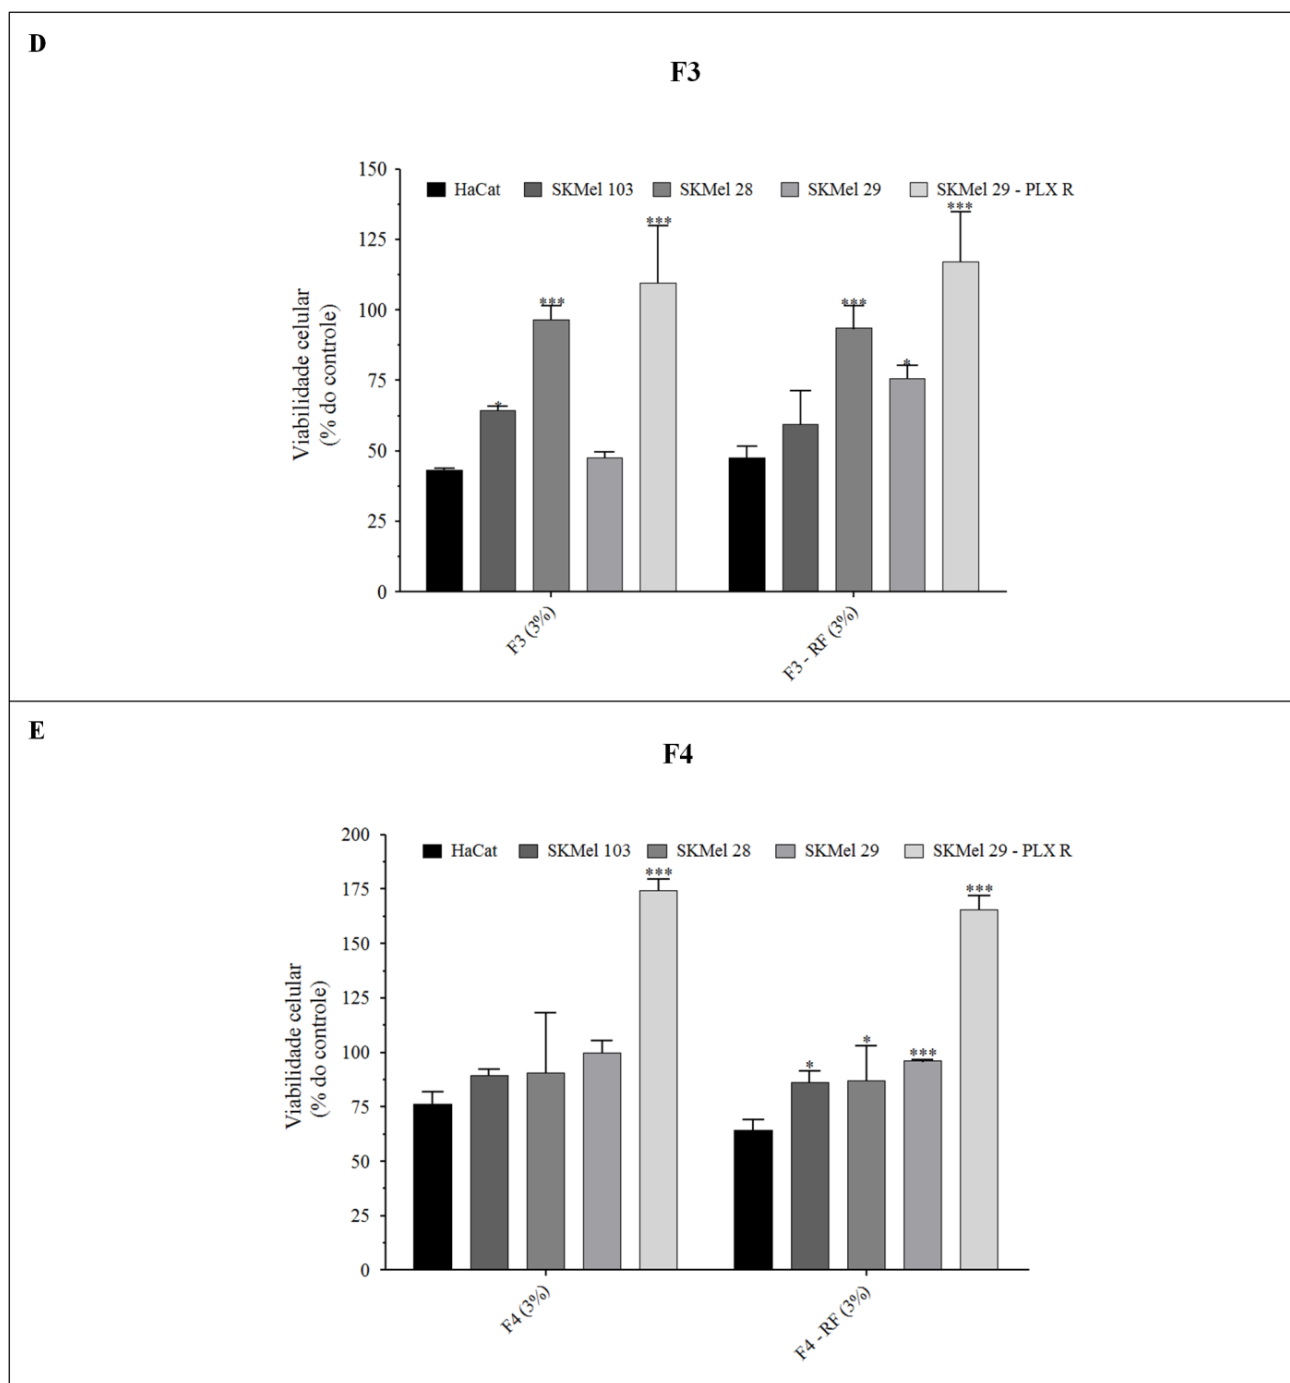 D
F3
150
HaCat SKMel 103 SKMel 28 SKMel 29 SKMel 29 - PLX R
*** ***
125
100
*** ***
75
* *
50
25
0
Viabilidade celular
(% do controle)
F3 (3%) F3 - RF (3%)
E
F4
200
HaCat SKMel 103 SKMel 28 SKMel 29 SKMel 29 - PLX R
*** ***
175
150
125
100
* * ***
75
50
25
0
Viabilidade celular
(% do controle)
F4 (3%) F4 - RF (3%)